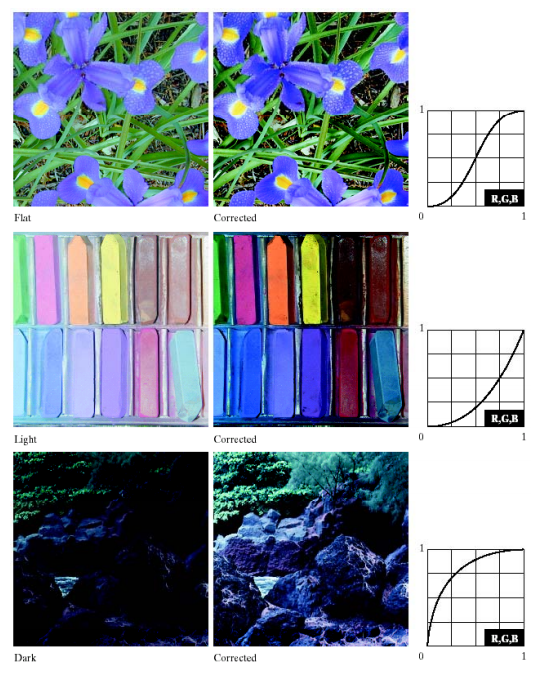 1
R,G,B
0 1
Flat Corrected
1
R,G,B
0 1
Light Corrected
1
R,G,B
0 1
Dark Corrected